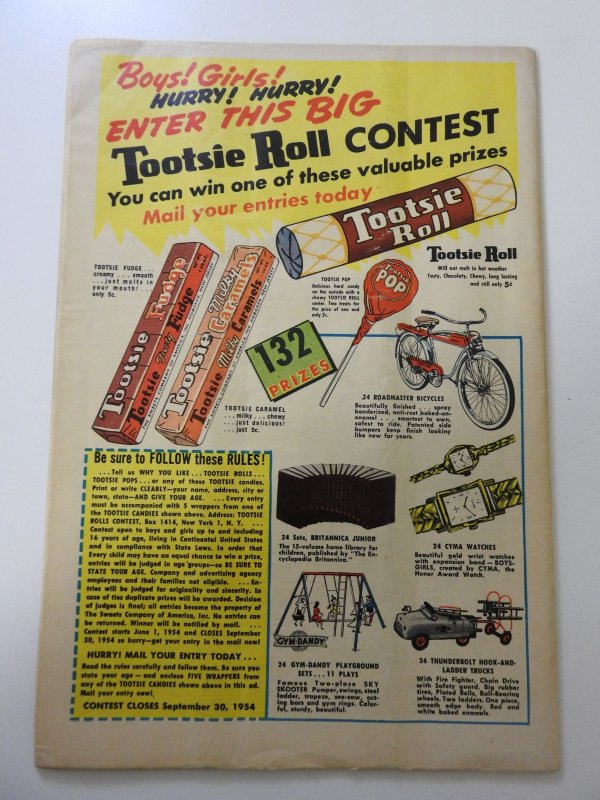 Boys! Girls!
HURRY! HURRY!
ENTER THIS BIG
Tootsie Roll CONTEST
You can win one of these valuable prizes
Mail your entries today
Tootsie
Roll
Tootsie Roll
Will not melt in hot weather
Tasty, Chocolaty, Chewy, long lasting
and still only 5¢
TOOTSIE FUDGE...
creamy... smooth
...just melts in
your mouth!...
only 5c.
Tootsie Fudge
Tootsie Tasty Fudge
Tootsie Milky Caramels
Tootsie Milky Caramels
TOOTSIE POP
Delicious hard candy
on the outside with a
chewy TOOTSIE ROLL
center. Two treats for
the price of one and
only 2c.
Tootsie
POP
132
PRIZES
TOOTSIE CARAMEL
...milky...chewy
...just delicious!
...just 5c.
24 ROADMASTER BICYCLES
Beautifully finished...spray
bonderized, anti-rust baked-on-
enamel...smartest to own,
safest to ride. Patented side
bumpers keep finish looking
like new for years.
Be sure to FOLLOW these RULES!
...Tell us WHY YOU LIKE...TOOTSIE ROLLS...
TOOTSIE POPS...or any of these TOOTSIE candies.
Print or write CLEARLY—your name, address, city or
town, state—AND GIVE YOUR AGE. ...Every entry
must be accompanied with 5 wrappers from one of
the TOOTSIE CANDIES shown above. Address: TOOTSIE
ROLLS CONTEST, Box 1414, New York 1, N. Y. ...
Contest open to boys and girls up to and including
16 years of age, living in Continental United States
and in compliance with State Laws. In order that
Every child may have an equal chance to win a prize,
entries will be judged in age groups—so BE SURE TO
STATE YOUR AGE. Company and advertising agency
employees and their families not eligible. ...En-
tries will be judged for originality and sincerity. In
case of ties duplicate prizes will be awarded. Decision
of judges is final; all entries become the property of
The Sweets Company of America, Inc. No entries can
be returned. Winner will be notified by mail. ...
Contest starts June 1, 1954 and CLOSES September
30, 1954 so hurry—get your entry in the mail now!
HURRY! MAIL YOUR ENTRY TODAY...
Read the rules carefully and follow them. Be sure you
state your age — and enclose FIVE WRAPPERS from
any of the TOOTSIE CANDIES shown above in this ad.
Mail your entry now!
CONTEST CLOSES September 30, 1954
24 Sets, BRITANNICA JUNIOR
The 15-volume home library for
children, published by "The En-
cyclopedia Britannica."
24 CYMA WATCHES
Beautiful gold wrist watches
with expansion band — BOYS-
GIRLS, created by CYMA, the
Honor Award Watch.
GYM-DANDY
24 GYM-DANDY PLAYGROUND
SETS...11 PLAYS
Famous Two-place SKY
SKOOTER Pumper, swings, steel
ladder, trapeze, see-saw, act-
ing bars and gym rings. Color-
ful, sturdy, beautiful.
36 THUNDERBOLT HOOK-AND-
LADDER TRUCKS
With Fire Fighter, Chain Drive
with Safety guard. Big rubber
tires, Plated Bells, Ball-Bearing
wheels. Two ladders. One piece,
smooth edge body. Red and
white baked enamels.